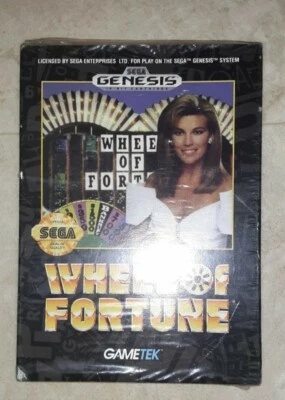 LICENSED BY SEGA ENTERPRISES LTD. FOR PLAY ON THE SEGA™ GENESIS™ SYSTEM
SEGA
GENESIS
WHEE
OF
FORT
SEGA
WHEEL OF
FORTUNE
GAMETEK